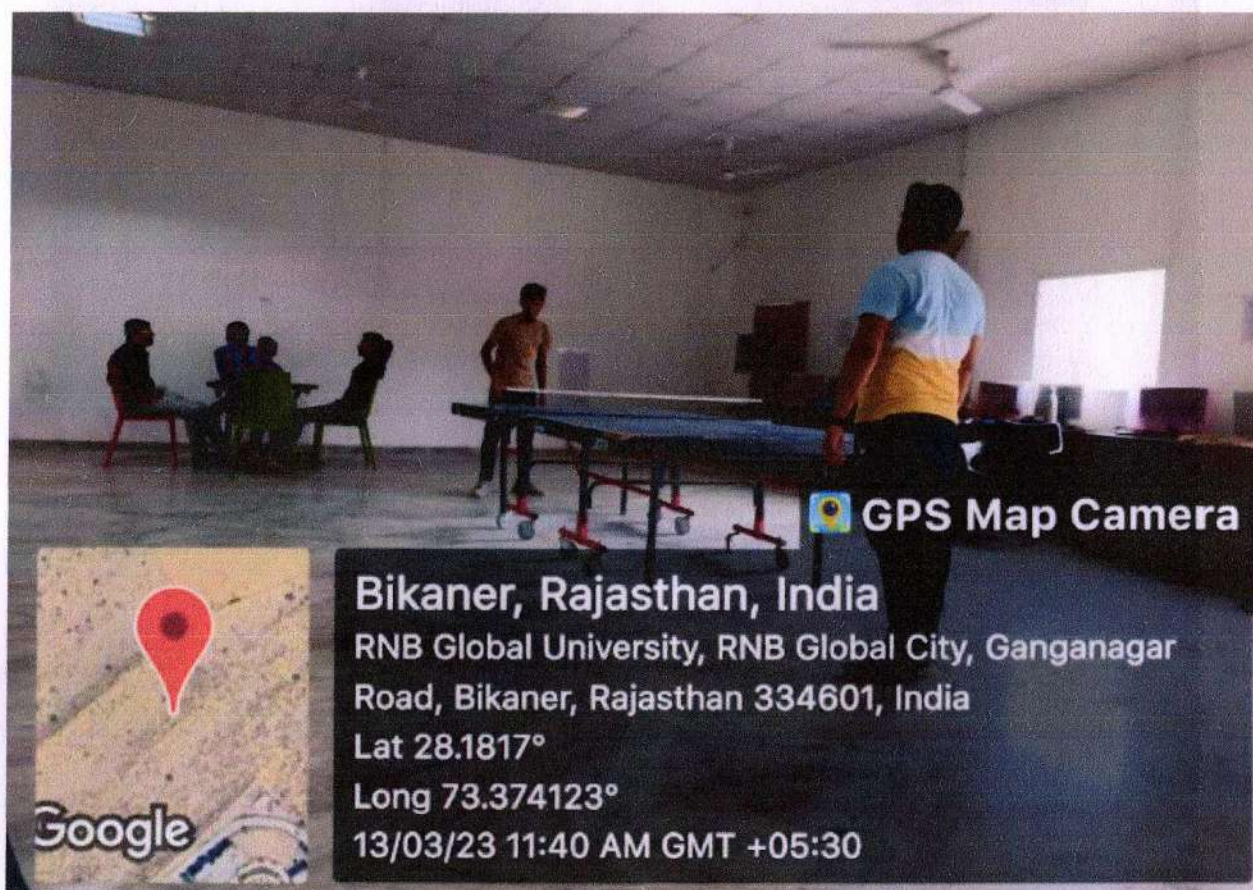 GPS Map Camera
Bikaner, Rajasthan, India
RNB Global University, RNB Global City, Ganganagar
Road, Bikaner, Rajasthan 334601, India
Lat 28.1817°
Long 73.374123°
13/03/23 11:40 AM GMT +05:30
Google